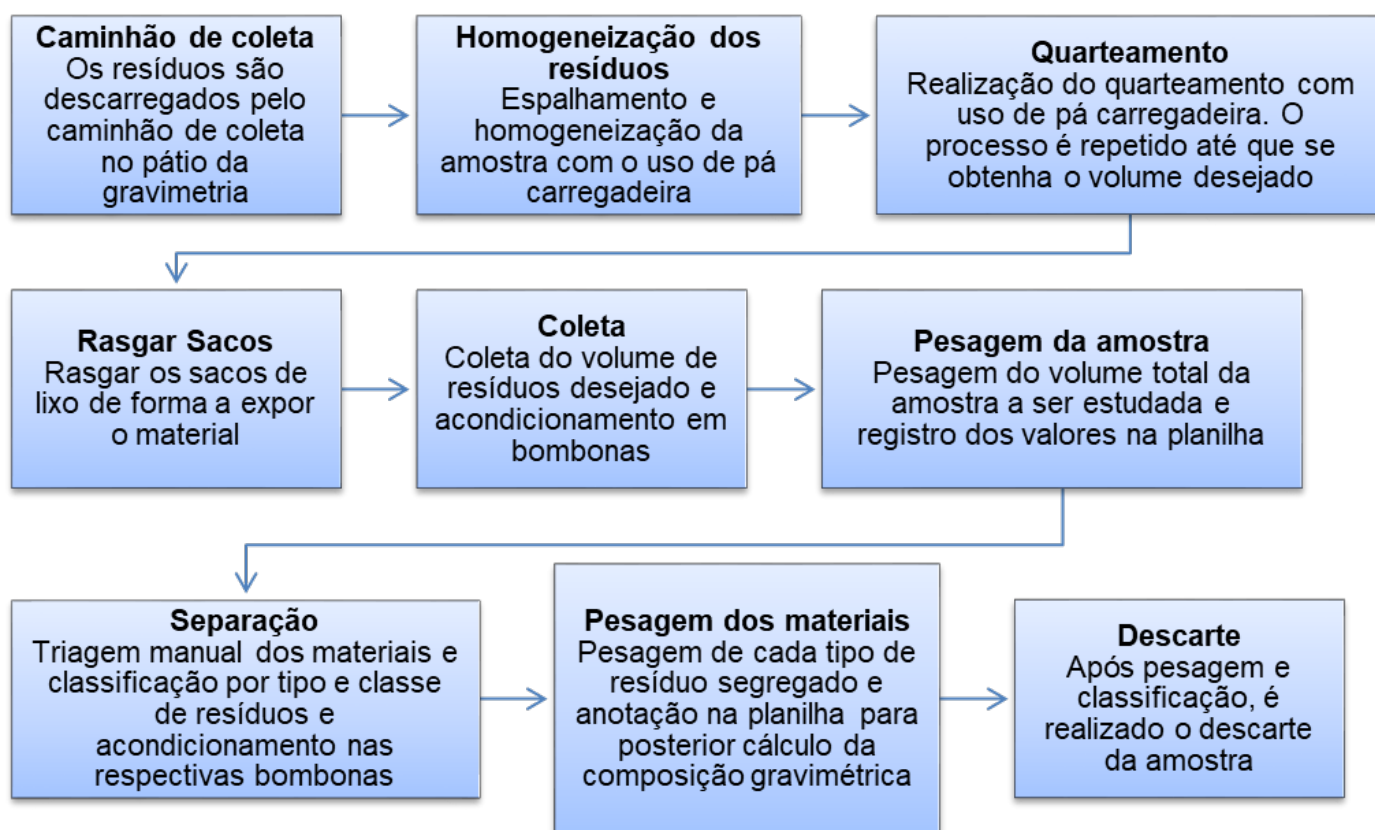 Caminhão de coleta
Os resíduos são
descarregados pelo
caminhão de coleta
no pátio da
gravimetria
Homogeneização dos
resíduos
Espalhamento e
homogeneização da
amostra com o uso de pá
carregadeira
Quarteamento
Realização do quarteamento com
uso de pá carregadeira. O
processo é repetido até que se
obtenha o volume desejado
Rasgar Sacos
Rasgar os sacos de
lixo de forma a expor
o material
Coleta
Coleta do volume de
resíduos desejado e
acondicionamento em
bombonas
Pesagem da amostra
Pesagem do volume total da
amostra a ser estudada e
registro dos valores na planilha
Separação
Triagem manual dos materiais e
classificação por tipo e classe
de resíduos e
acondicionamento nas
respectivas bombonas
Pesagem dos materiais
Pesagem de cada tipo de
resíduo segregado e
anotação na planilha para
posterior cálculo da
composição gravimétrica
Descarte
Após pesagem e
classificação, é
realizado o descarte
da amostra